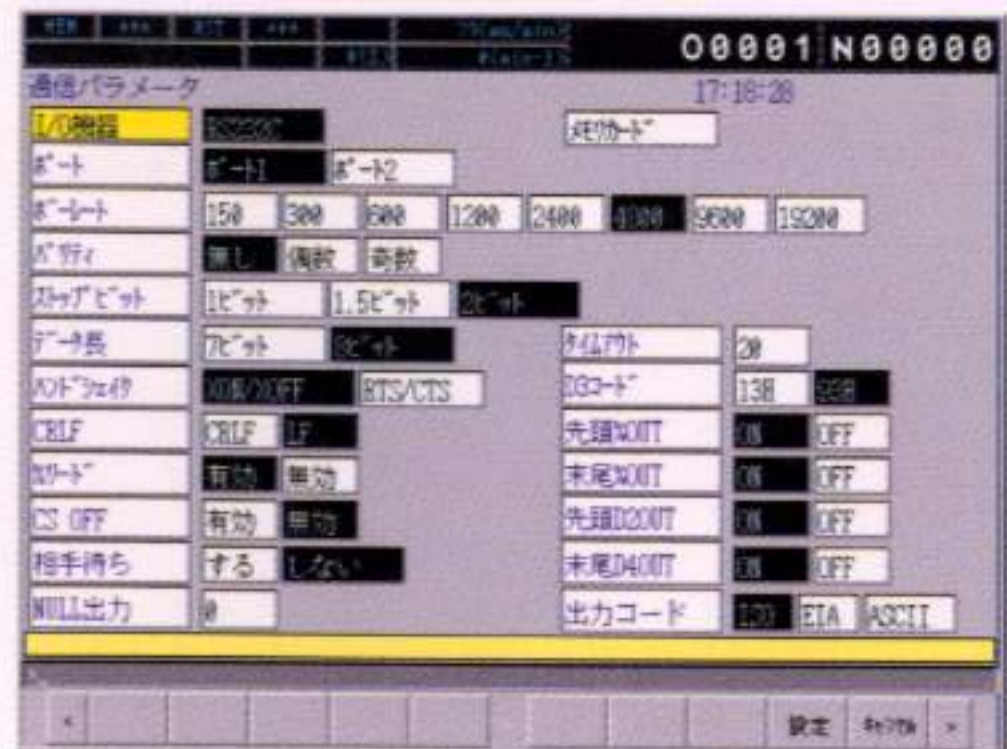 MEM *** RST ***
O0001 N00000
通信パラメータ 17:18:28
I/O機器 RS232C ﾒﾓﾘｶｰﾄﾞ
ﾎﾟｰﾄ ﾎﾟｰﾄ1 ﾎﾟｰﾄ2
ﾎﾞｰﾚｰﾄ 150 300 600 1200 2400 4800 9600 19200
ﾊﾟﾘﾃｨ 無し 偶数 奇数
ｽﾄｯﾌﾟﾋﾞｯﾄ 1ﾋﾞｯﾄ 1.5ﾋﾞｯﾄ 2ﾋﾞｯﾄ
ﾃﾞｰﾀ長 7ﾋﾞｯﾄ 8ﾋﾞｯﾄ ﾀｲﾑｱｳﾄ 20
ﾊﾝﾄﾞｼｪｲｸ XON/XOFF RTS/CTS D3ｺｰﾄﾞ 13H 93H
CRLF CRLF LF 先頭%OUT ON OFF
%ﾘｰﾄﾞ 有効 無効 末尾%OUT ON OFF
CS OFF 有効 無効 先頭D2OUT ON OFF
相手待ち する しない 末尾D4OUT ON OFF
NULL出力 0 出力コード ISO EIA ASCII
< 設定 ｷｬﾝｾﾙ >